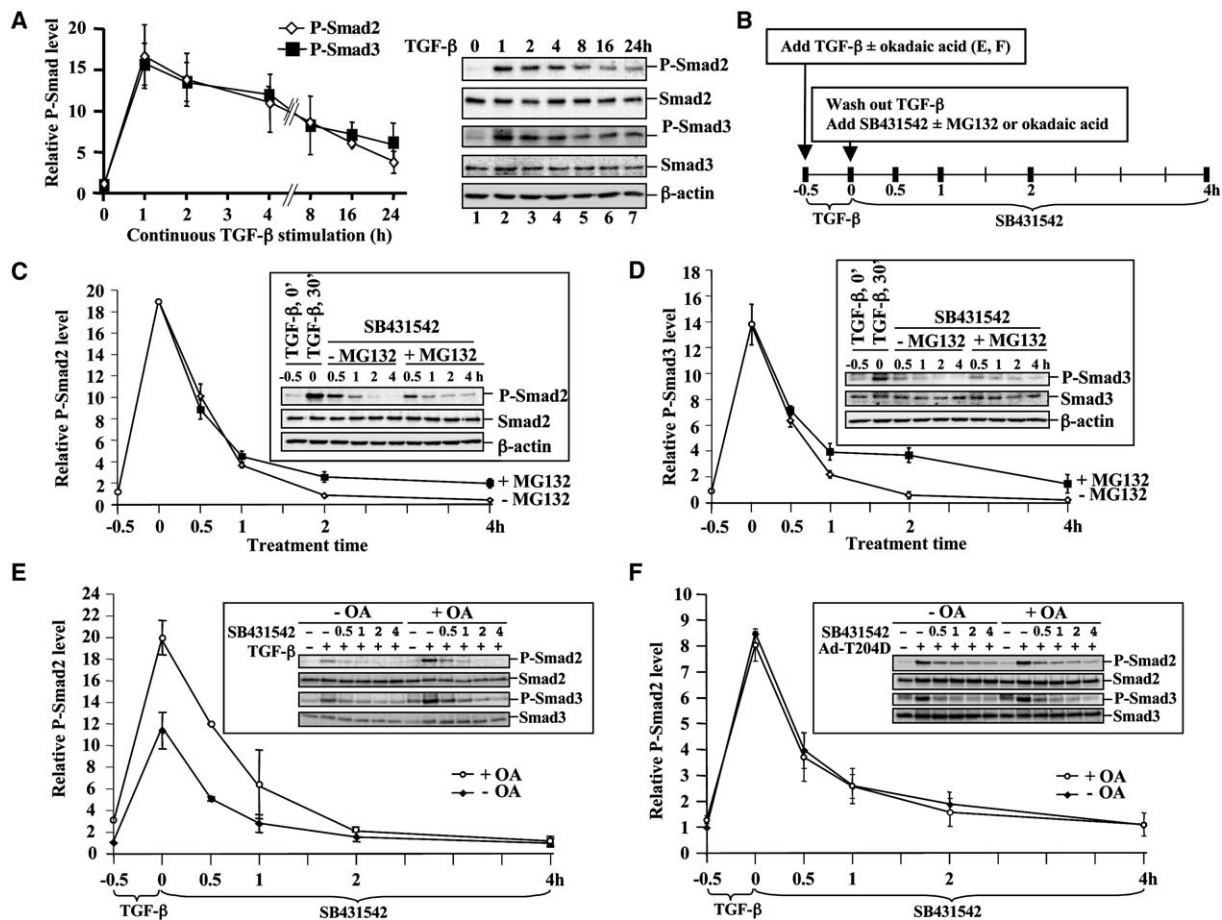 A
Relative P-Smad level
20
15
10
5
0
P-Smad2
P-Smad3
0 1 2 4 8 16 24
Continuous TGF-β stimulation (h)
TGF-β 0 1 2 4 8 16 24h
P-Smad2
Smad2
P-Smad3
Smad3
β-actin
1 2 3 4 5 6 7
B
Add TGF-β ± okadaic acid (E, F)
Wash out TGF-β
Add SB431542 ± MG132 or okadaic acid
-0.5 0 0.5 1 2 4h
TGF-β SB431542
C
Relative P-Smad2 level
20
18
16
14
12
10
8
6
4
2
0
TGF-β, 0'
TGF-β, 30'
SB431542
- MG132 + MG132
-0.5 0 0.5 1 2 4 0.5 1 2 4 h
P-Smad2
Smad2
β-actin
+ MG132
- MG132
-0.5 0 0.5 1 2 4h
Treatment time
D
Relative P-Smad3 level
18
16
14
12
10
8
6
4
2
0
TGF-β, 0'
TGF-β, 30'
SB431542
- MG132 + MG132
-0.5 0 0.5 1 2 4 0.5 1 2 4 h
P-Smad3
Smad3
β-actin
+ MG132
- MG132
-0.5 0 0.5 1 2 4h
Treatment time
E
Relative P-Smad2 level
24
22
20
18
16
14
12
10
8
6
4
2
0
- OA + OA
SB431542 – – 0.5 1 2 4 – – 0.5 1 2 4
TGF-β – + + + + + – + + + + +
P-Smad2
Smad2
P-Smad3
Smad3
+ OA
- OA
-0.5 0 0.5 1 2 4h
TGF-β SB431542
F
Relative P-Smad2 level
10
9
8
7
6
5
4
3
2
1
0
- OA + OA
SB431542 – – 0.5 1 2 4 – – 0.5 1 2 4
Ad-T204D – + + + + + – + + + + +
P-Smad2
Smad2
P-Smad3
Smad3
+ OA
- OA
-0.5 0 0.5 1 2 4h
TGF-β SB431542